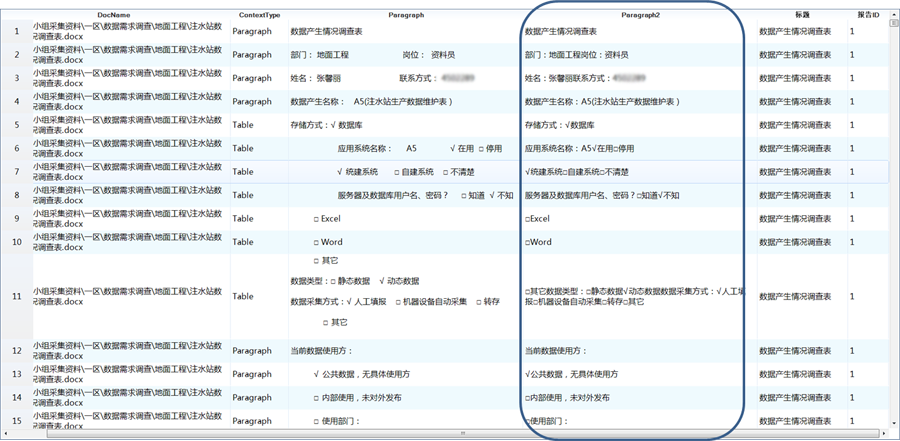 DocName ContextType Paragraph Paragraph2 标题 报告ID
1 小组采集资料\一区\数据需求调查\地面工程\注水站数 Paragraph 数据产生情况调查表 数据产生情况调查表 数据产生情况调查表 1
况调查表.docx
2 小组采集资料\一区\数据需求调查\地面工程\注水站数 Paragraph 部门： 地面工程 岗位： 资料员 部门：地面工程岗位：资料员 数据产生情况调查表 1
况调查表.docx
3 小组采集资料\一区\数据需求调查\地面工程\注水站数 Paragraph 姓名： 张馨丽 联系方式： 姓名：张馨丽联系方式： 数据产生情况调查表 1
况调查表.docx
4 小组采集资料\一区\数据需求调查\地面工程\注水站数 Paragraph 数据产生名称： A5(注水站生产数据维护表） 数据产生名称：A5(注水站生产数据维护表） 数据产生情况调查表 1
况调查表.docx
5 小组采集资料\一区\数据需求调查\地面工程\注水站数 Table 存储方式：√ 数据库 存储方式：√数据库 数据产生情况调查表 1
况调查表.docx
6 小组采集资料\一区\数据需求调查\地面工程\注水站数 Table 应用系统名称： A5 √ 在用 □ 停用 应用系统名称：A5√在用□停用 数据产生情况调查表 1
况调查表.docx
7 小组采集资料\一区\数据需求调查\地面工程\注水站数 Table √ 统建系统 □ 自建系统 □ 不清楚 √统建系统□自建系统□不清楚 数据产生情况调查表 1
况调查表.docx
8 小组采集资料\一区\数据需求调查\地面工程\注水站数 Table 服务器及数据库用户名、密码？ □ 知道 √ 不知 服务器及数据库用户名、密码？□知道√不知 数据产生情况调查表 1
况调查表.docx
9 小组采集资料\一区\数据需求调查\地面工程\注水站数 Table □ Excel □Excel 数据产生情况调查表 1
况调查表.docx
10 小组采集资料\一区\数据需求调查\地面工程\注水站数 Table □ Word □Word 数据产生情况调查表 1
况调查表.docx
□ 其它
数据类型：□ 静态数据 √ 动态数据
11 小组采集资料\一区\数据需求调查\地面工程\注水站数 Table □其它数据类型：□静态数据√动态数据数据采集方式：√人工填 数据产生情况调查表 1
况调查表.docx 数据采集方式：√ 人工填报 □ 机器设备自动采集 □ 转存 报□机器设备自动采集□转存□其它
□ 其它
12 小组采集资料\一区\数据需求调查\地面工程\注水站数 Paragraph 当前数据使用方： 当前数据使用方： 数据产生情况调查表 1
况调查表.docx
13 小组采集资料\一区\数据需求调查\地面工程\注水站数 Paragraph √ 公共数据，无具体使用方 √公共数据，无具体使用方 数据产生情况调查表 1
况调查表.docx
14 小组采集资料\一区\数据需求调查\地面工程\注水站数 Paragraph □ 内部使用，未对外发布 □内部使用，未对外发布 数据产生情况调查表 1
况调查表.docx
15 小组采集资料\一区\数据需求调查\地面工程\注水站数 Paragraph □ 使用部门： □使用部门： 数据产生情况调查表 1
况调查表.docx